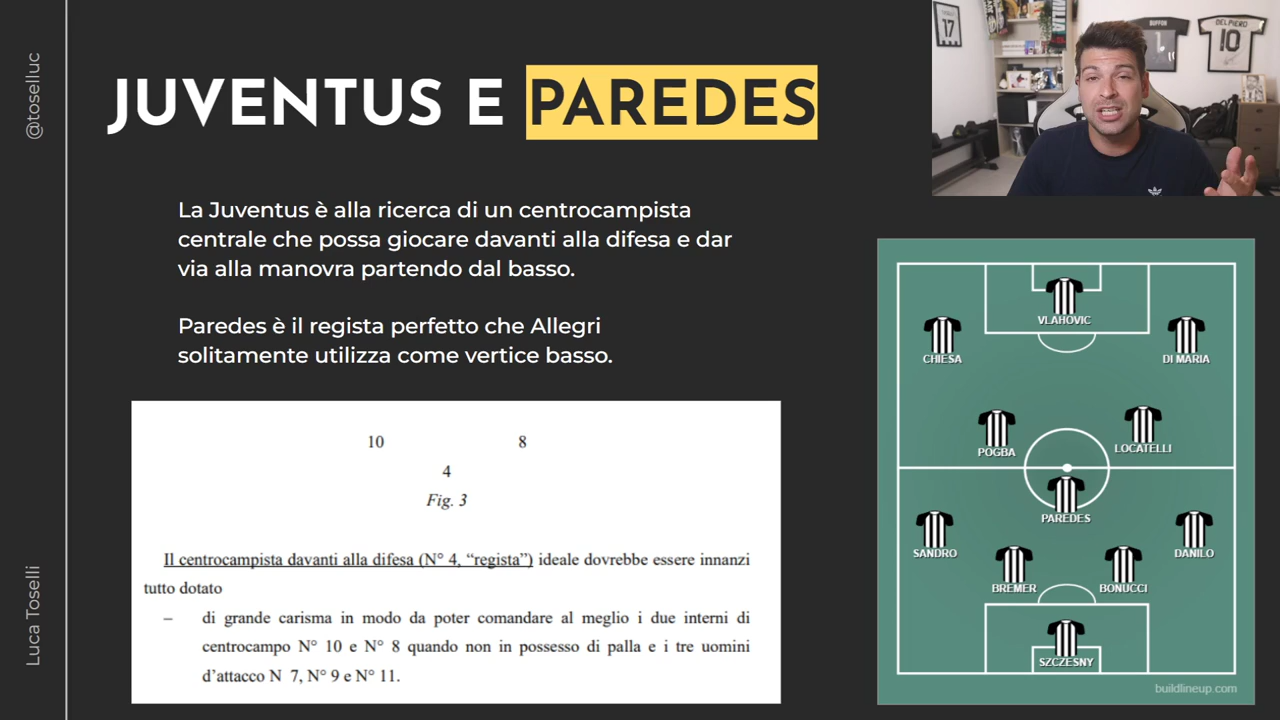 @toselluc
Luca Toselli
JUVENTUS E PAREDES
La Juventus è alla ricerca di un centrocampista
centrale che possa giocare davanti alla difesa e dar
via alla manovra partendo dal basso.
Paredes è il regista perfetto che Allegri
solitamente utilizza come vertice basso.
10 8
4
Fig. 3
Il centrocampista davanti alla difesa (N° 4, “regista”) ideale dovrebbe essere innanzi
tutto dotato
– di grande carisma in modo da poter comandare al meglio i due interni di
centrocampo N° 10 e N° 8 quando non in possesso di palla e i tre uomini
d’attacco N 7, N° 9 e N° 11.
17
BUFFON
DEL PIERO
10
VLAHOVIC
CHIESA
DI MARIA
POGBA
LOCATELLI
PAREDES
SANDRO
DANILO
BREMER
BONUCCI
SZCZESNY
buildlineup.com